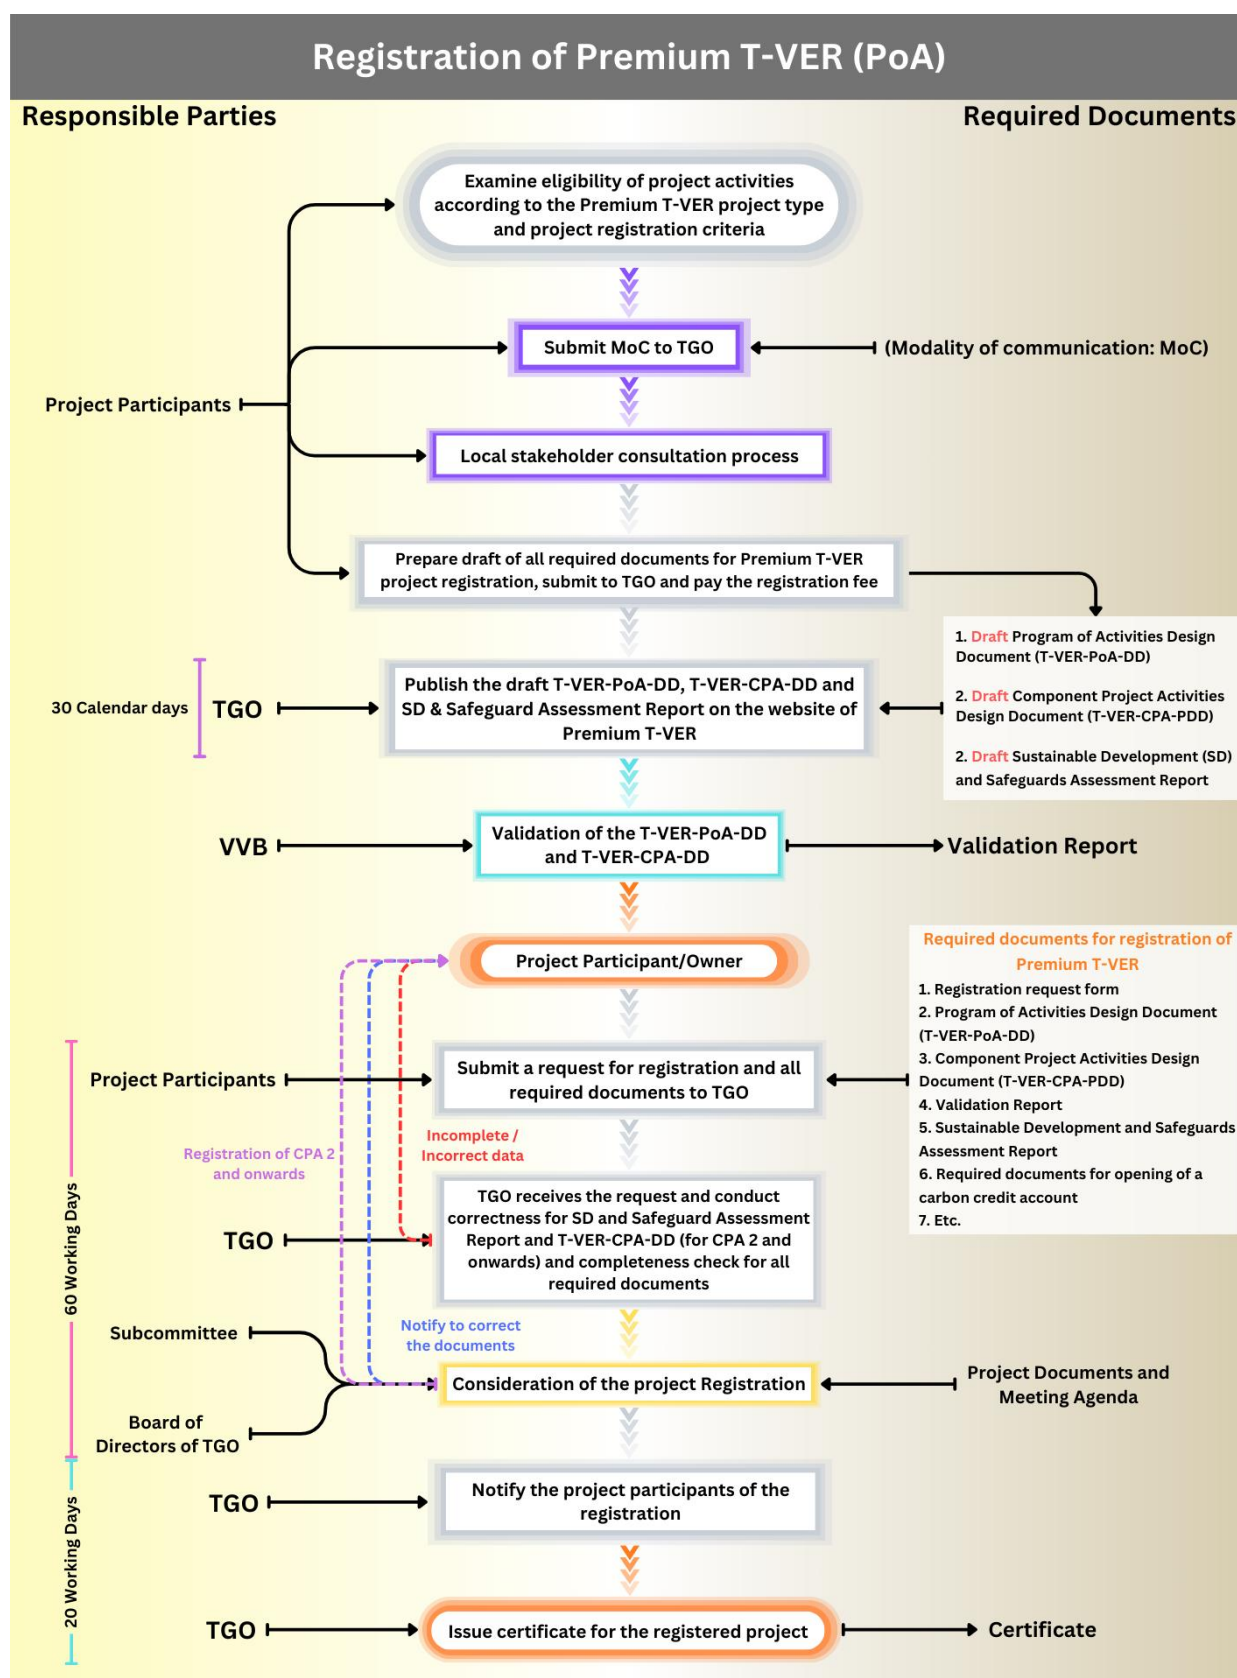 Registration of Premium T-VER (PoA)
Responsible Parties
Required Documents
Examine eligibility of project activities
according to the Premium T-VER project type
and project registration criteria
Submit MoC to TGO
(Modality of communication: MoC)
Project Participants
Local stakeholder consultation process
Prepare draft of all required documents for Premium T-VER
project registration, submit to TGO and pay the registration fee
1. Draft Program of Activities Design
Document (T-VER-PoA-DD)
2. Draft Component Project Activities
Design Document (T-VER-CPA-PDD)
2. Draft Sustainable Development (SD)
and Safeguards Assessment Report
30 Calendar days
TGO
Publish the draft T-VER-PoA-DD, T-VER-CPA-DD and
SD & Safeguard Assessment Report on the website of
Premium T-VER
VVB
Validation of the T-VER-PoA-DD
and T-VER-CPA-DD
Validation Report
Project Participant/Owner
Required documents for registration of
Premium T-VER
1. Registration request form
2. Program of Activities Design Document
(T-VER-PoA-DD)
3. Component Project Activities Design
Document (T-VER-CPA-PDD)
4. Validation Report
5. Sustainable Development and Safeguards
Assessment Report
6. Required documents for opening of a
carbon credit account
7. Etc.
Project Participants
Submit a request for registration and all
required documents to TGO
Registration of CPA 2
and onwards
Incomplete /
Incorrect data
60 Working Days
TGO
TGO receives the request and conduct
correctness for SD and Safeguard Assessment
Report and T-VER-CPA-DD (for CPA 2 and
onwards) and completeness check for all
required documents
Subcommittee
Notify to correct
the documents
Consideration of the project Registration
Project Documents and
Meeting Agenda
Board of
Directors of TGO
20 Working Days
TGO
Notify the project participants of the
registration
TGO
Issue certificate for the registered project
Certificate